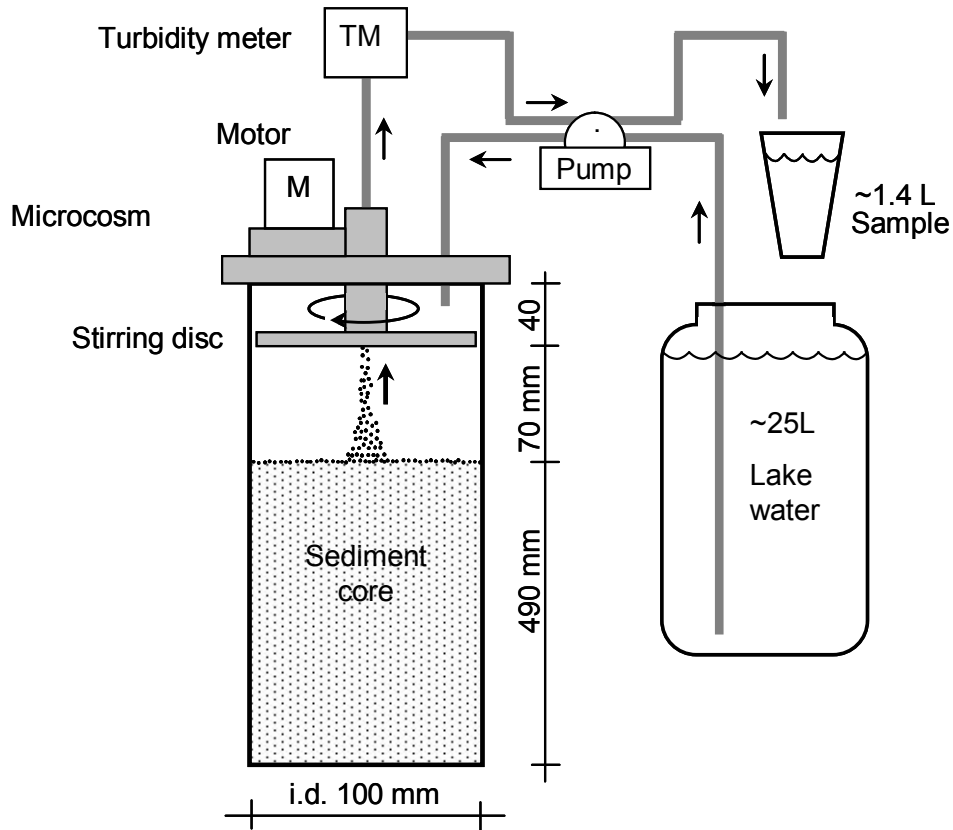 Turbidity meter
TM
Motor
M
Pump
Microcosm
~1.4 L
Sample
Stirring disc
40
70 mm
~25L
Lake
water
Sediment
core
490 mm
i.d. 100 mm